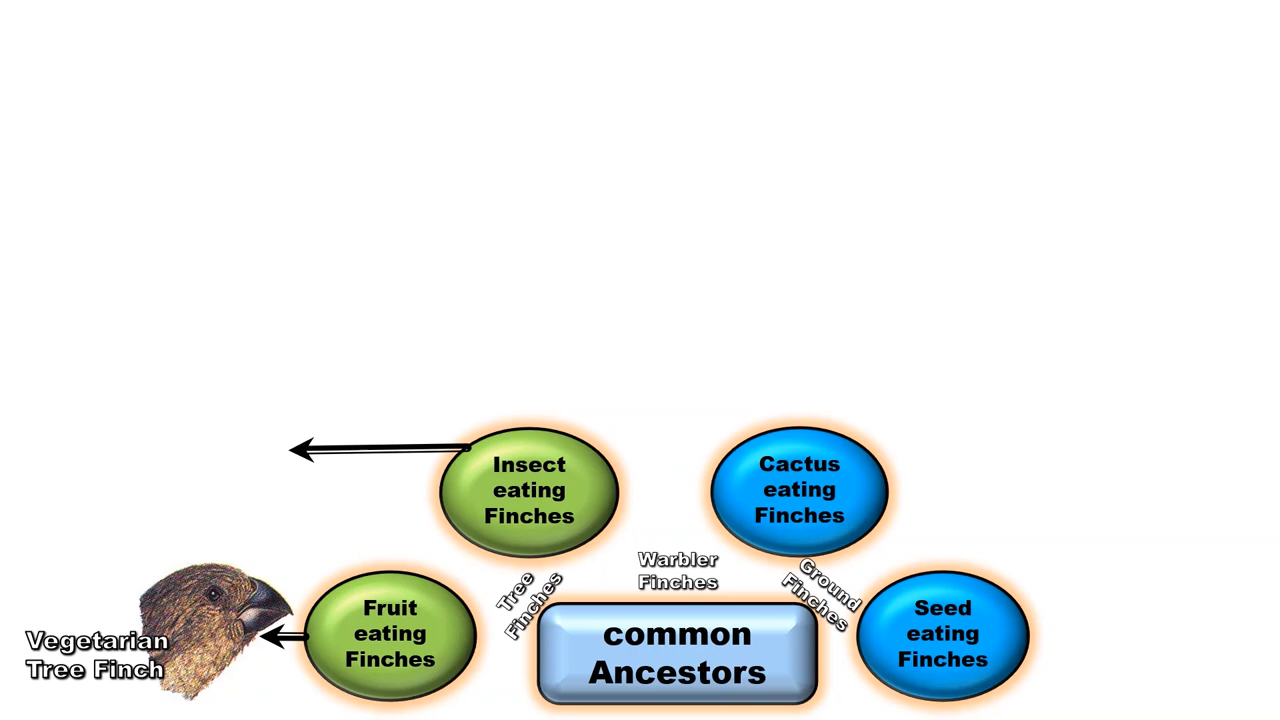 Insect
eating
Finches
Cactus
eating
Finches
Warbler
Finches
Tree
Finches
Ground
Finches
Vegetarian
Tree Finch
Fruit
eating
Finches
common
Ancestors
Seed
eating
Finches